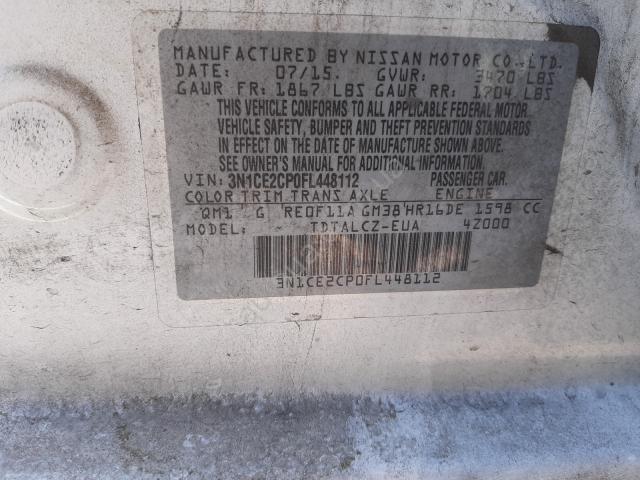 MANUFACTURED BY NISSAN MOTOR CO.,LTD.
DATE: 07/15. GVWR: 3470 LBS
GAWR FR: 1867 LBS GAWR RR: 1704 LBS
THIS VEHICLE CONFORMS TO ALL APPLICABLE FEDERAL MOTOR
VEHICLE SAFETY, BUMPER AND THEFT PREVENTION STANDARDS
IN EFFECT ON THE DATE OF MANUFACTURE SHOWN ABOVE.
SEE OWNER'S MANUAL FOR ADDITIONAL INFORMATION.
VIN: 3N1CE2CP0FL448112 PASSENGER CAR.
COLOR TRIM TRANS AXLE ENGINE
QM1 G RE0F11A GM38 HR16DE 1598 CC
MODEL: TDTALCZ-EUA 42000
3N1CE2CP0FL448112